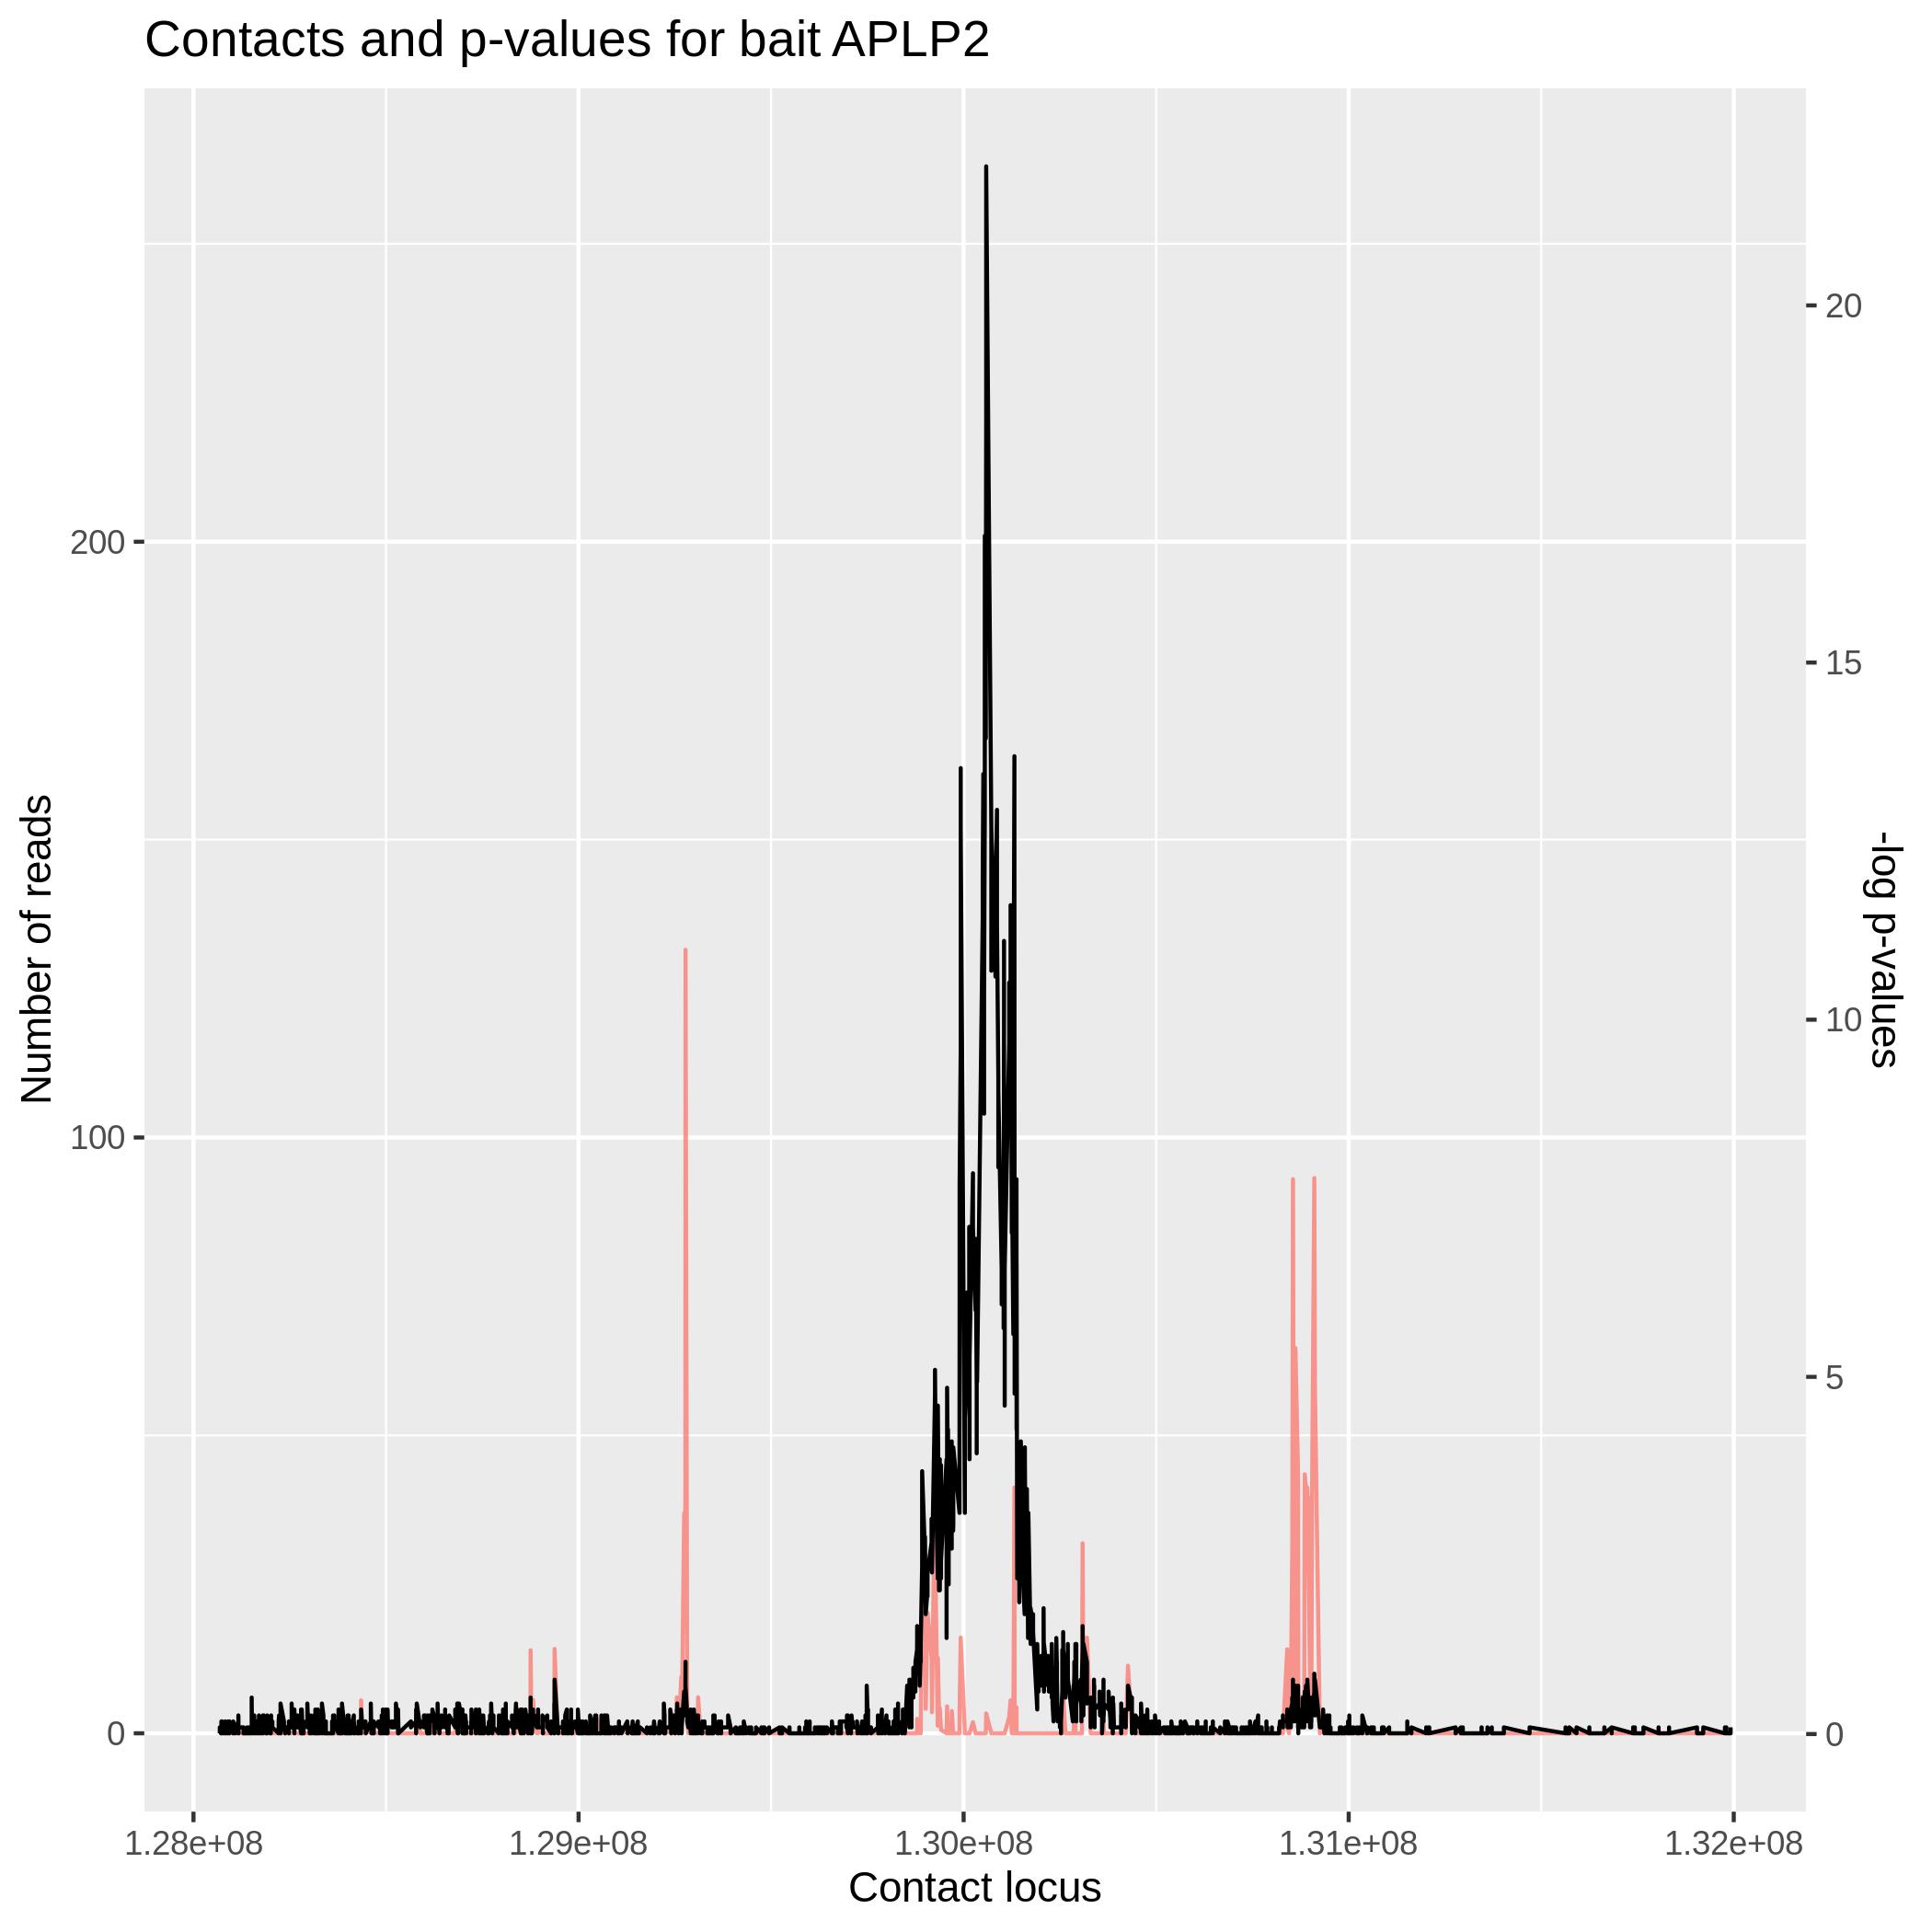 Contacts and p-values for bait APLP2
Number of reads
200
100
0
20
15
10
5
0
-log p-values
1.28e+08
1.29e+08
1.30e+08
1.31e+08
1.32e+08
Contact locus